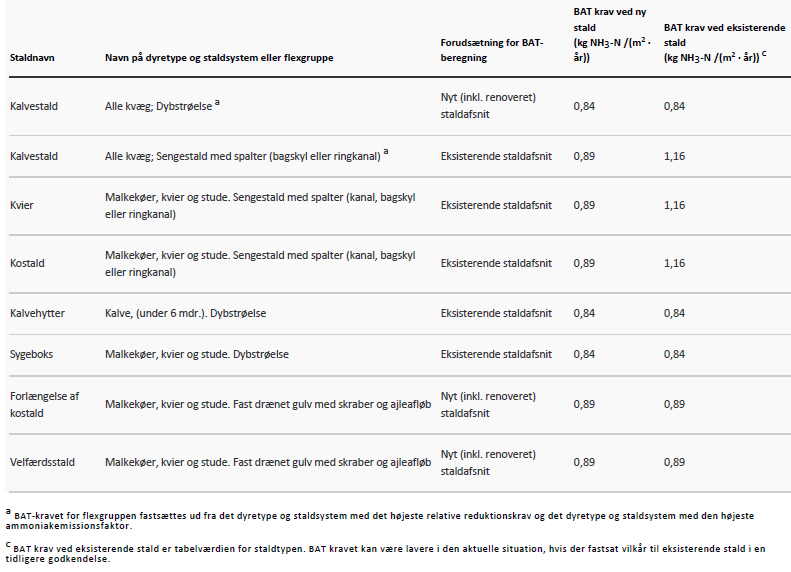 Staldnavn Navn på dyretype og staldsystem eller flexgruppe Forudsætning for BAT-
beregning BAT krav ved ny
stald
(kg NH3-N /(m² ·
år)) BAT krav ved eksisterende
stald
(kg NH3-N /(m² · år)) c
Kalvestald Alle kvæg; Dybstrøelse a Nyt (inkl. renoveret)
staldafsnit 0,84 0,84
Kalvestald Alle kvæg; Sengestald med spalter (bagskyl eller ringkanal) a Eksisterende staldafsnit 0,89 1,16
Kvier Malkekøer, kvier og stude. Sengestald med spalter (kanal, bagskyl
eller ringkanal) Eksisterende staldafsnit 0,89 1,16
Kostald Malkekøer, kvier og stude. Sengestald med spalter (kanal, bagskyl
eller ringkanal) Eksisterende staldafsnit 0,89 1,16
Kalvehytter Kalve, (under 6 mdr.). Dybstrøelse Eksisterende staldafsnit 0,84 0,84
Sygeboks Malkekøer, kvier og stude. Dybstrøelse Eksisterende staldafsnit 0,84 0,84
Forlængelse af
kostald Malkekøer, kvier og stude. Fast drænet gulv med skraber og ajleafløb Nyt (inkl. renoveret)
staldafsnit 0,89 0,89
Velfærdsstald Malkekøer, kvier og stude. Fast drænet gulv med skraber og ajleafløb Nyt (inkl. renoveret)
staldafsnit 0,89 0,89
a BAT-kravet for flexgruppen fastsættes ud fra det dyretype og staldsystem med det højeste relative reduktionskrav og det dyretype og staldsystem med den højeste
ammoniakemissionsfaktor.
c BAT krav ved eksisterende stald er tabelværdien for staldtypen. BAT kravet kan være lavere i den aktuelle situation, hvis der fastsat vilkår til eksisterende stald i en
tidligere godkendelse.